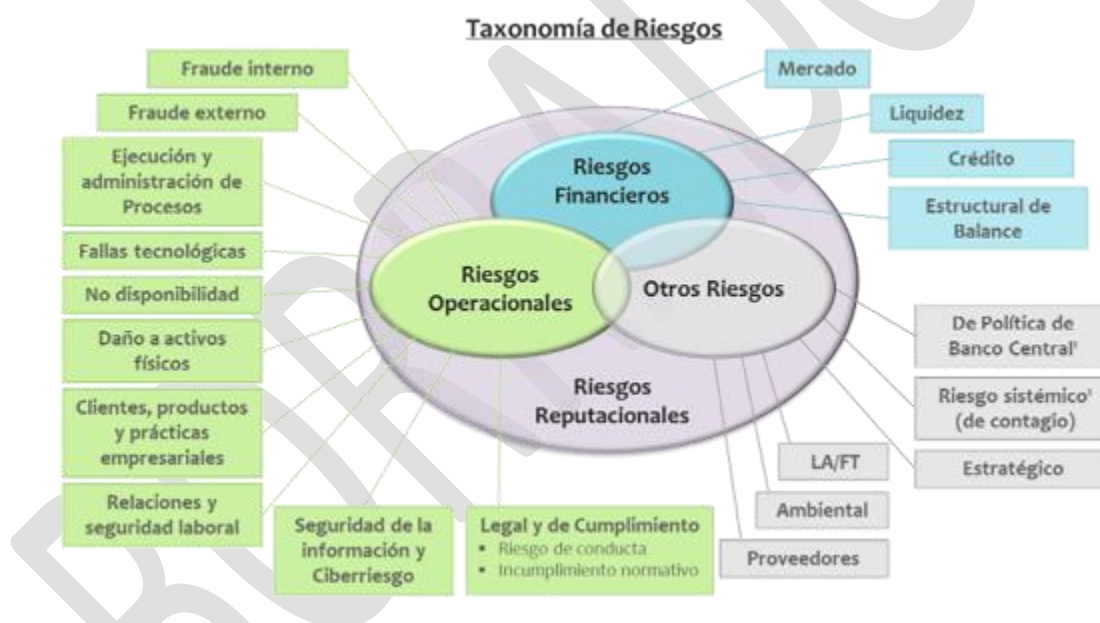 Taxonomía de Riesgos
Fraude interno
Fraude externo
Ejecución y
administración de
Procesos
Fallas tecnológicas
No disponibilidad
Daño a activos
físicos
Clientes, productos
y prácticas
empresariales
Relaciones y
seguridad laboral
Seguridad de la
información y
Ciberriesgo
Legal y de Cumplimiento
▪ Riesgo de conducta
▪ Incumplimiento normativo
Riesgos
Financieros
Riesgos
Operacionales
Otros Riesgos
Riesgos
Reputacionales
Mercado
Liquidez
Crédito
Estructural de
Balance
De Política de
Banco Central¹
Riesgo sistémico¹
(de contagio)
Estratégico
LA/FT
Ambiental
Proveedores